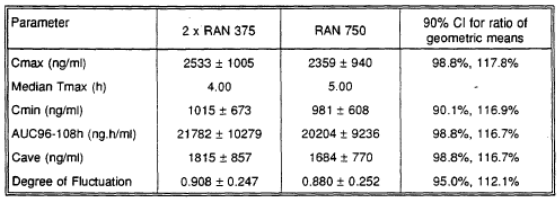 Parameter 2 x RAN 375 RAN 750 90% CI for ratio of
geometric means
Cmax (ng/ml) 2533 ± 1005 2359 ± 940 98.8%, 117.8%
Median Tmax (h) 4.00 5.00 -
Cmin (ng/ml) 1015 ± 673 981 ± 608 90.1%, 116.9%
AUC96-108h (ng.h/ml) 21782 ± 10279 20204 ± 9236 98.8%, 116.7%
Cave (ng/ml) 1815 ± 857 1684 ± 770 98.8%, 116.7%
Degree of Fluctuation 0.908 ± 0.247 0.880 ± 0.252 95.0%, 112.1%